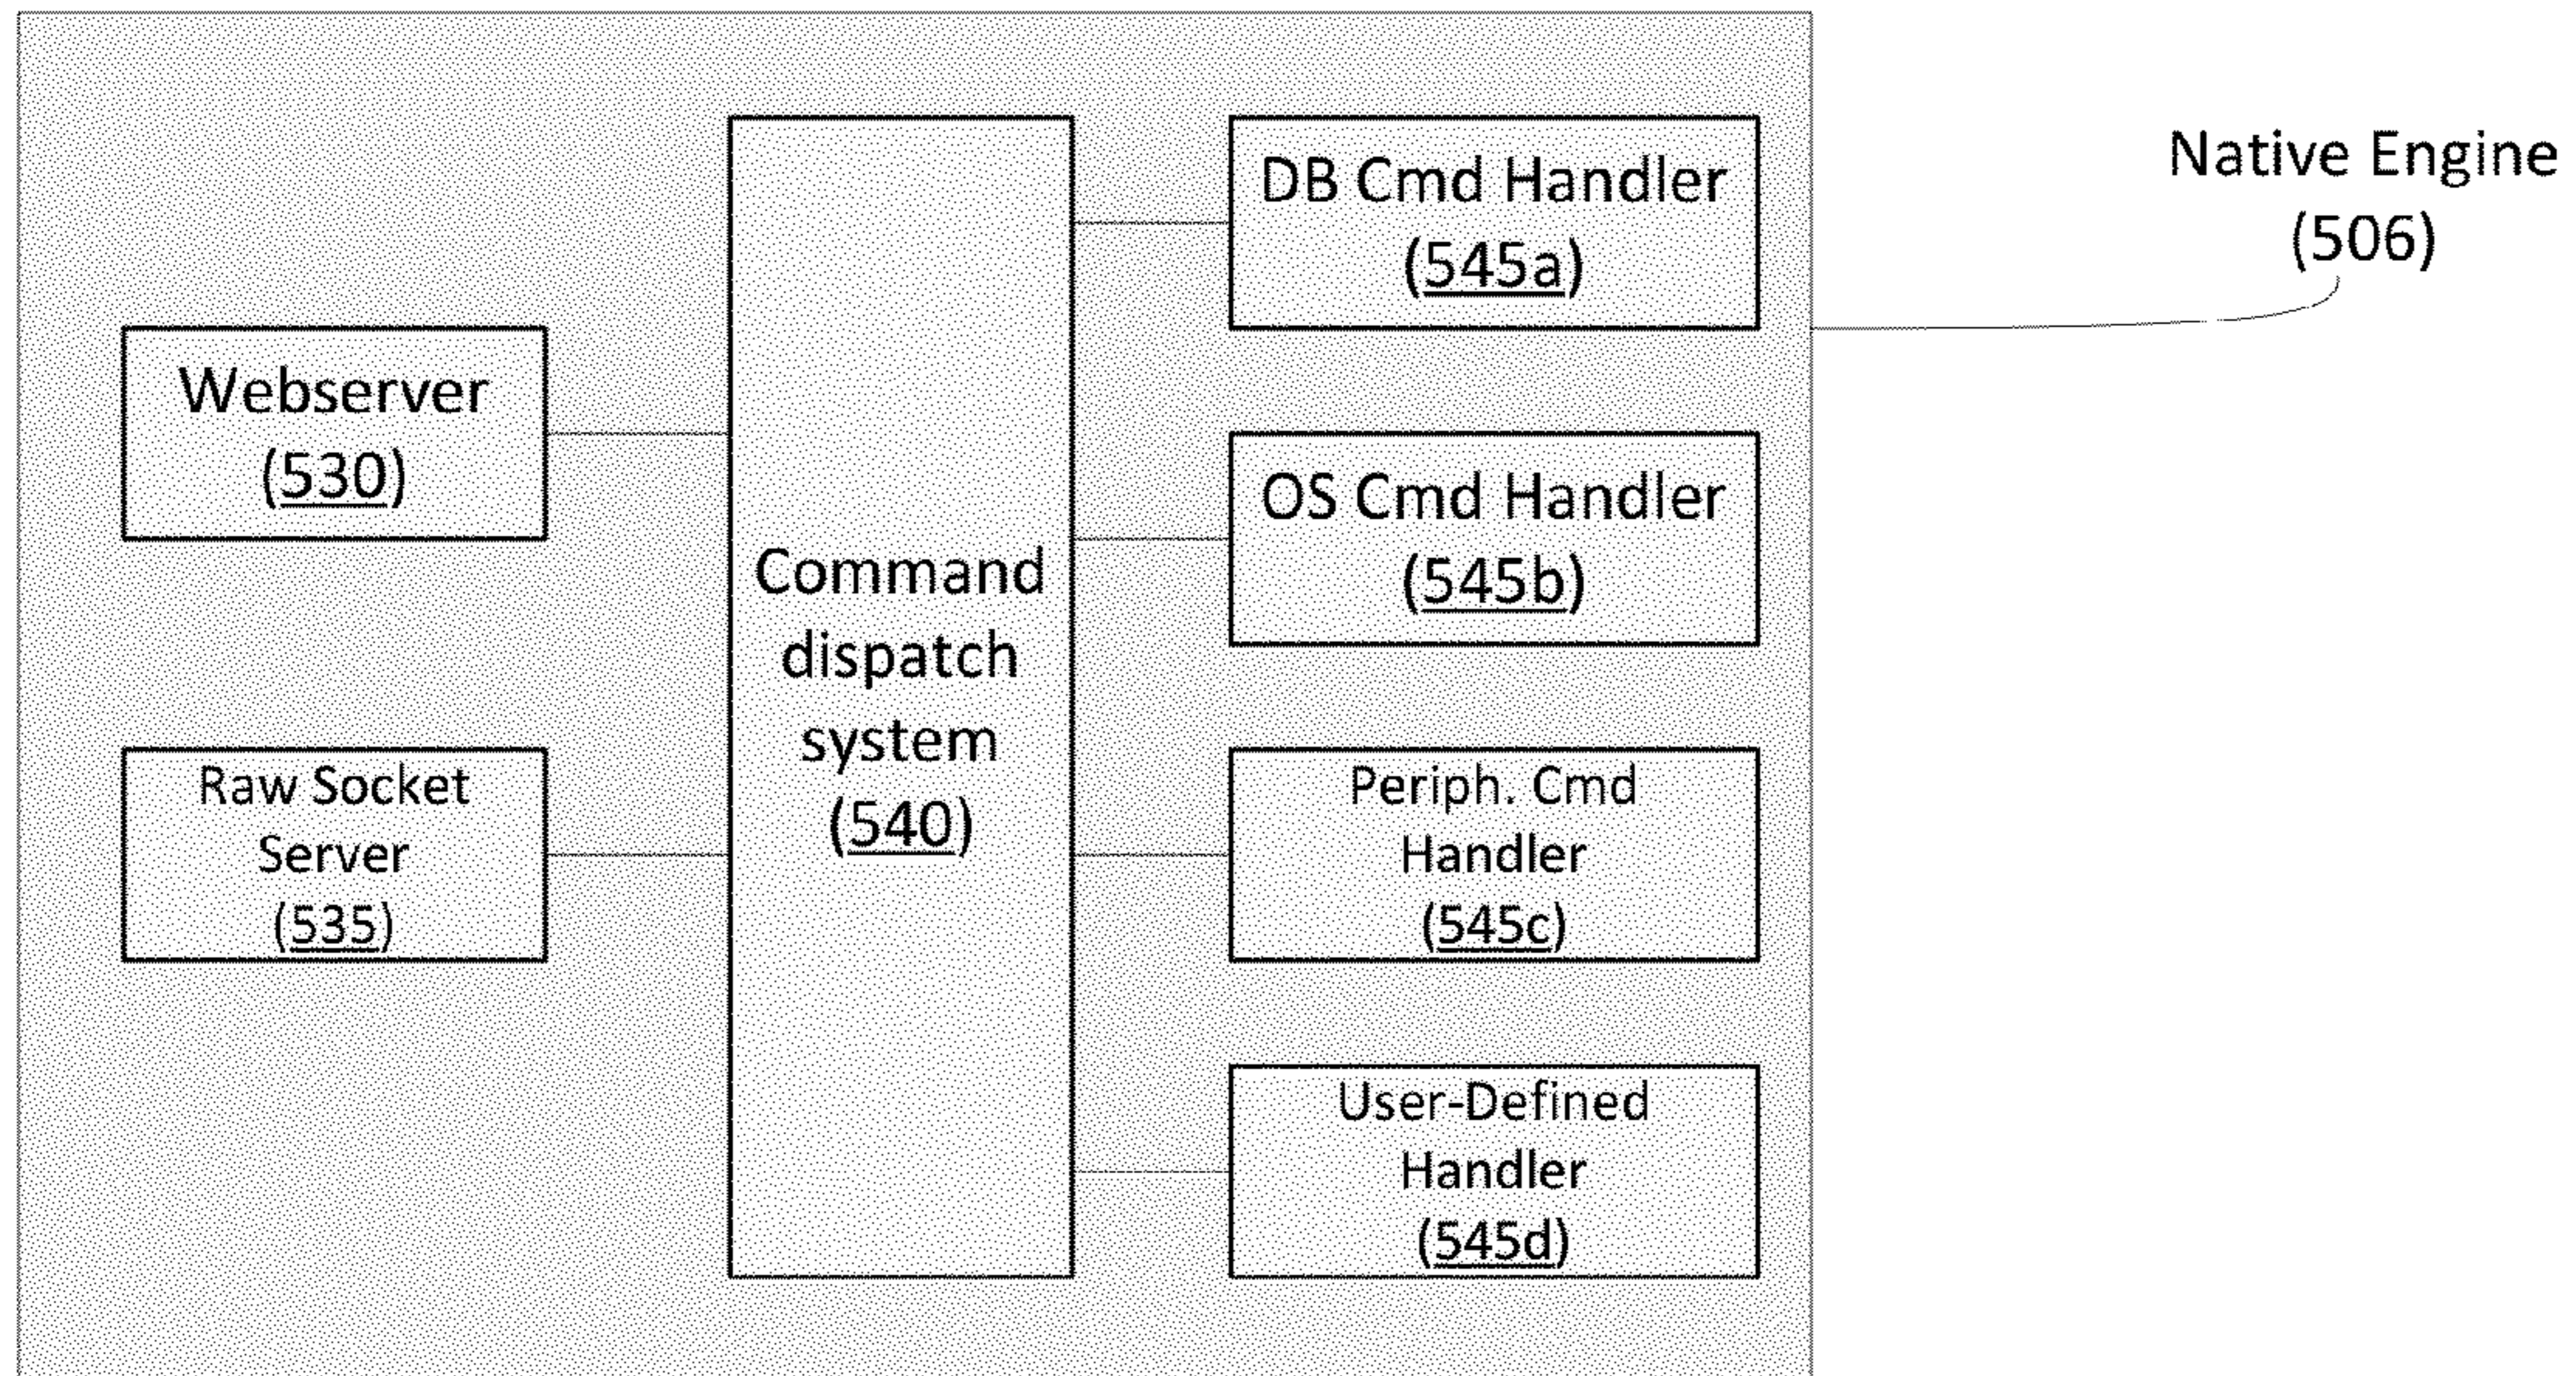 Webserver
(530)
Raw Socket
Server
(535)
Command
dispatch
system
(540)
DB Cmd Handler
(545a)
OS Cmd Handler
(545b)
Periph. Cmd
Handler
(545c)
User-Defined
Handler
(545d)
Native Engine
(506)